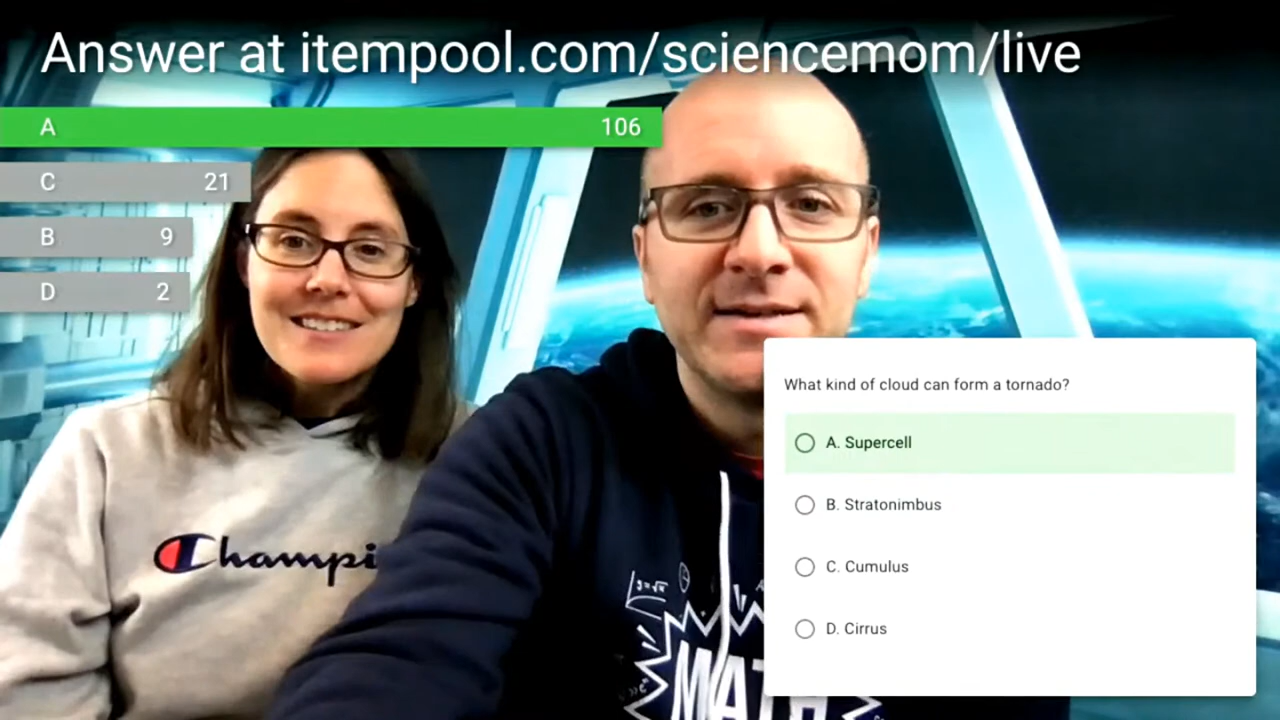 Answer at itempool.com/sciencemom/live
A 106
C 21
B 9
D 2
What kind of cloud can form a tornado?
A. Supercell
B. Stratonimbus
C. Cumulus
D. Cirrus
Champi
y=√x
MATH